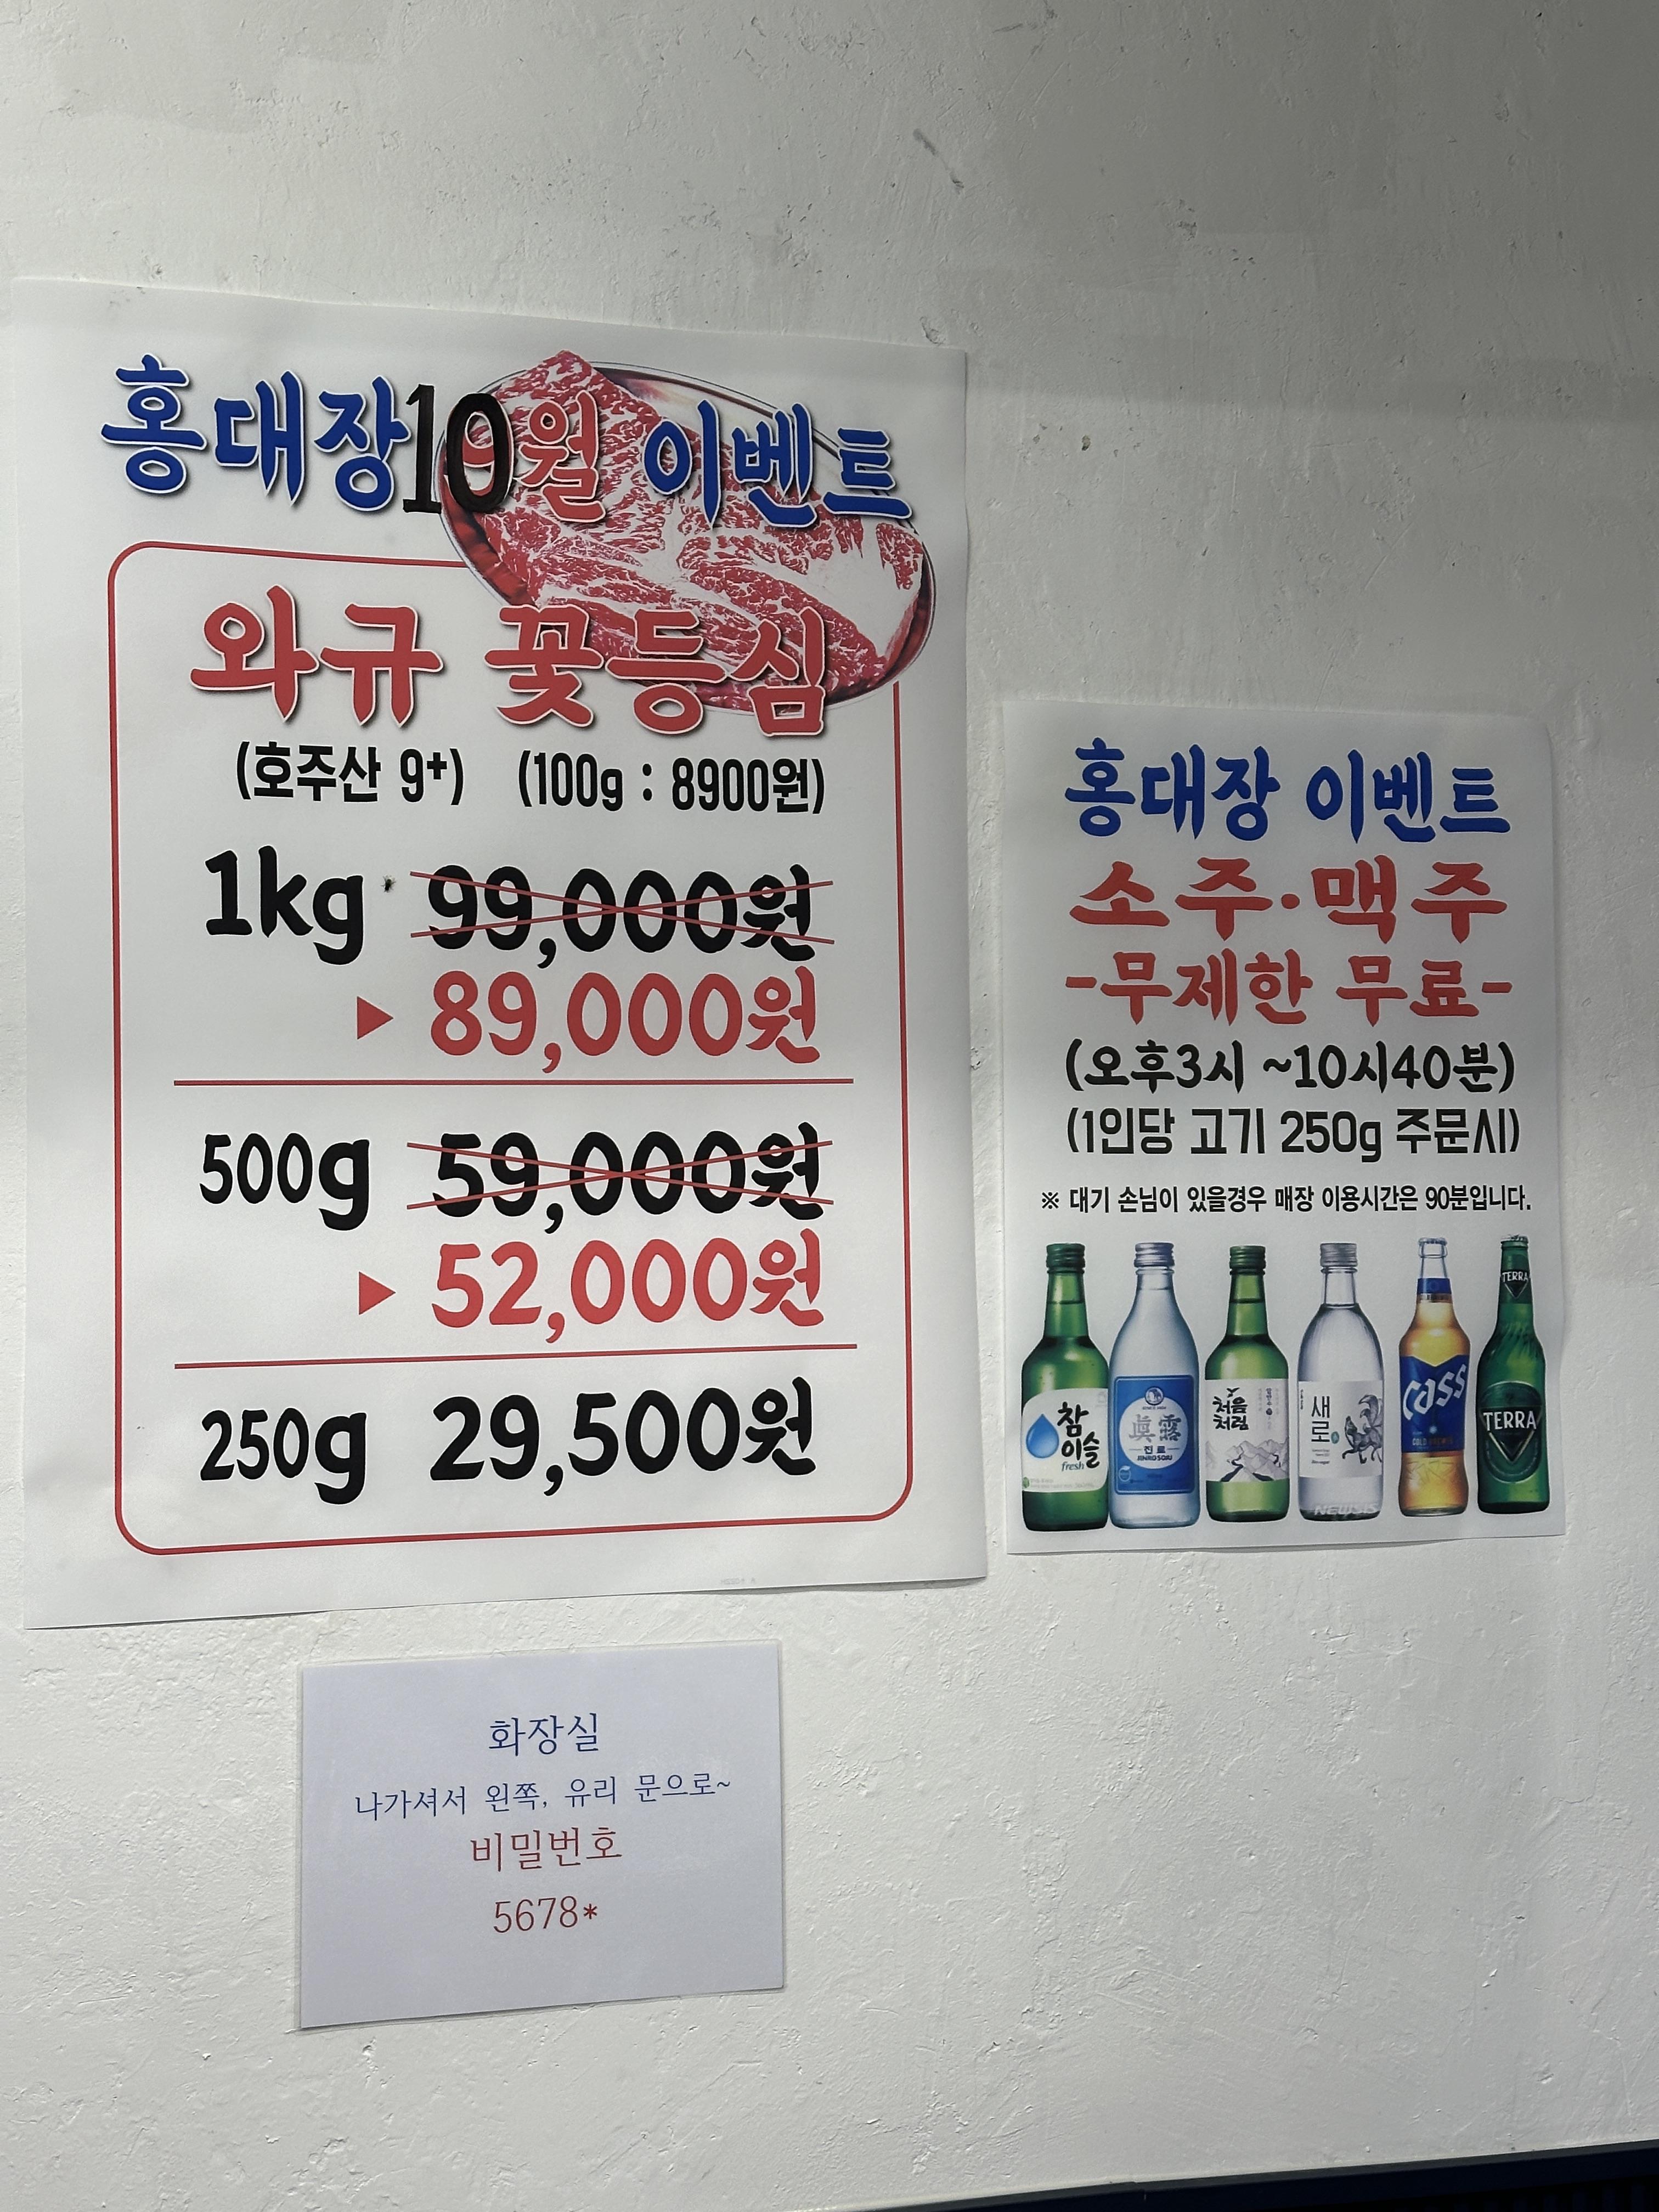 홍대장10월 이벤트
와규 꽃등심
(호주산 9+) (100g : 8900원)
1kg 99,000원
▶ 89,000원
500g 59,000원
▶ 52,000원
250g 29,500원
홍대장 이벤트
소주·맥주
-무제한 무료-
(오후3시 ~10시40분)
(1인당 고기 250g 주문시)
※ 대기 손님이 있을경우 매장 이용시간은 90분입니다.
참
이슬
fresh
眞露
진로
JINRO SOJU
처음
처럼
새
로
NEWSIS
Cass
TERRA
TERRA
화장실
나가셔서 왼쪽, 유리 문으로~
비밀번호
5678*